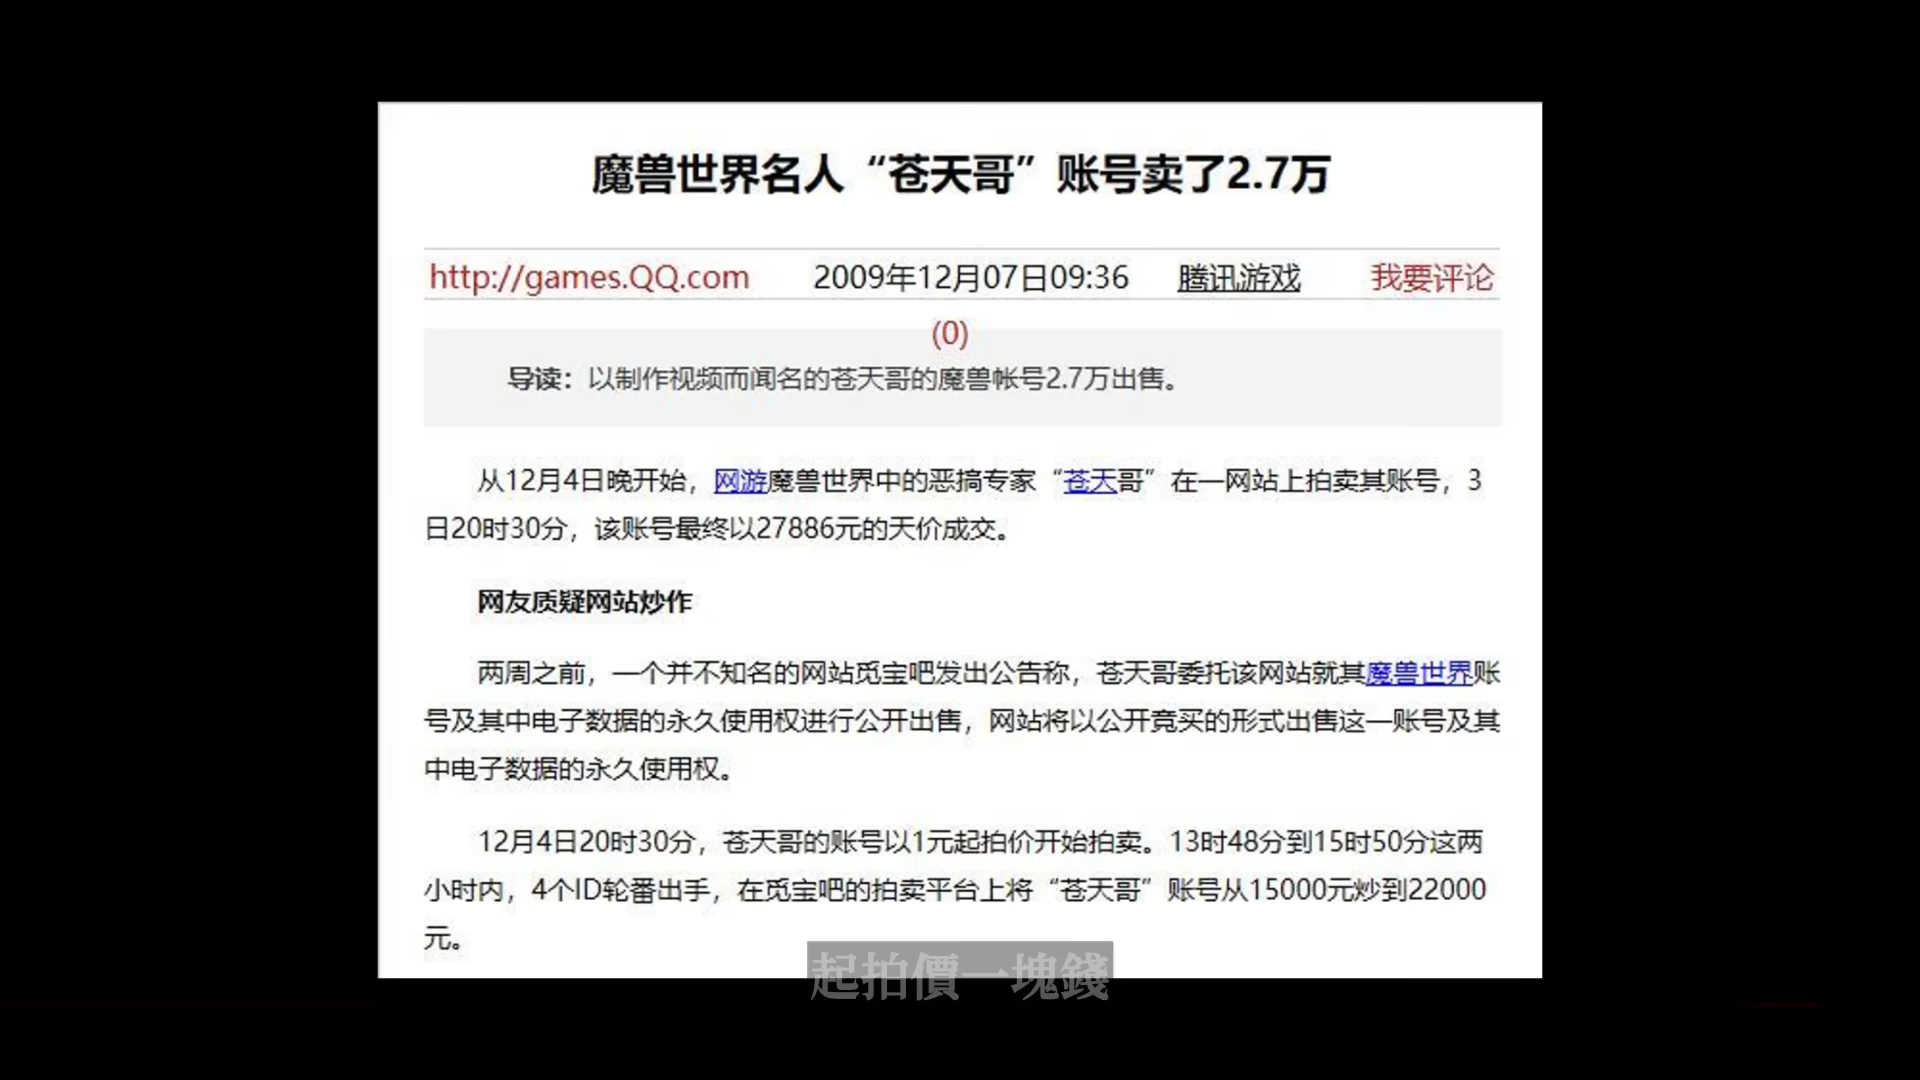 魔兽世界名人“苍天哥”账号卖了2.7万
http://games.QQ.com 2009年12月07日09:36 腾讯游戏 我要评论
(0)
导读：以制作视频而闻名的苍天哥的魔兽帐号2.7万出售。
从12月4日晚开始，网游魔兽世界中的恶搞专家“苍天哥”在一网站上拍卖其账号，3
日20时30分，该账号最终以27886元的天价成交。
网友质疑网站炒作
两周之前，一个并不知名的网站觅宝吧发出公告称，苍天哥委托该网站就其魔兽世界账
号及其中电子数据的永久使用权进行公开出售，网站将以公开竞买的形式出售这一账号及其
中电子数据的永久使用权。
12月4日20时30分，苍天哥的账号以1元起拍价开始拍卖。13时48分到15时50分这两
小时内，4个ID轮番出手，在觅宝吧的拍卖平台上将“苍天哥”账号从15000元炒到22000
元。
起拍價一塊錢